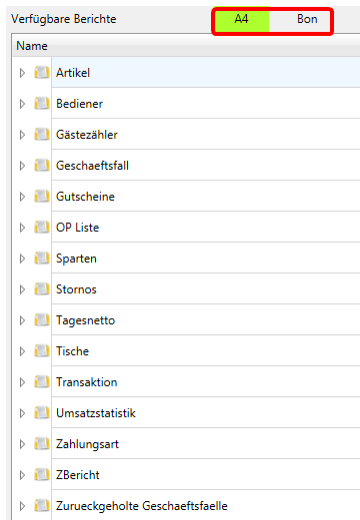 Verfügbare Berichte A4 Bon
Name
Artikel
Bediener
Gästezähler
Geschaeftsfall
Gutscheine
OP Liste
Sparten
Stornos
Tagesnetto
Tische
Transaktion
Umsatzstatistik
Zahlungsart
ZBericht
Zurueckgeholte Geschaeftsfaelle